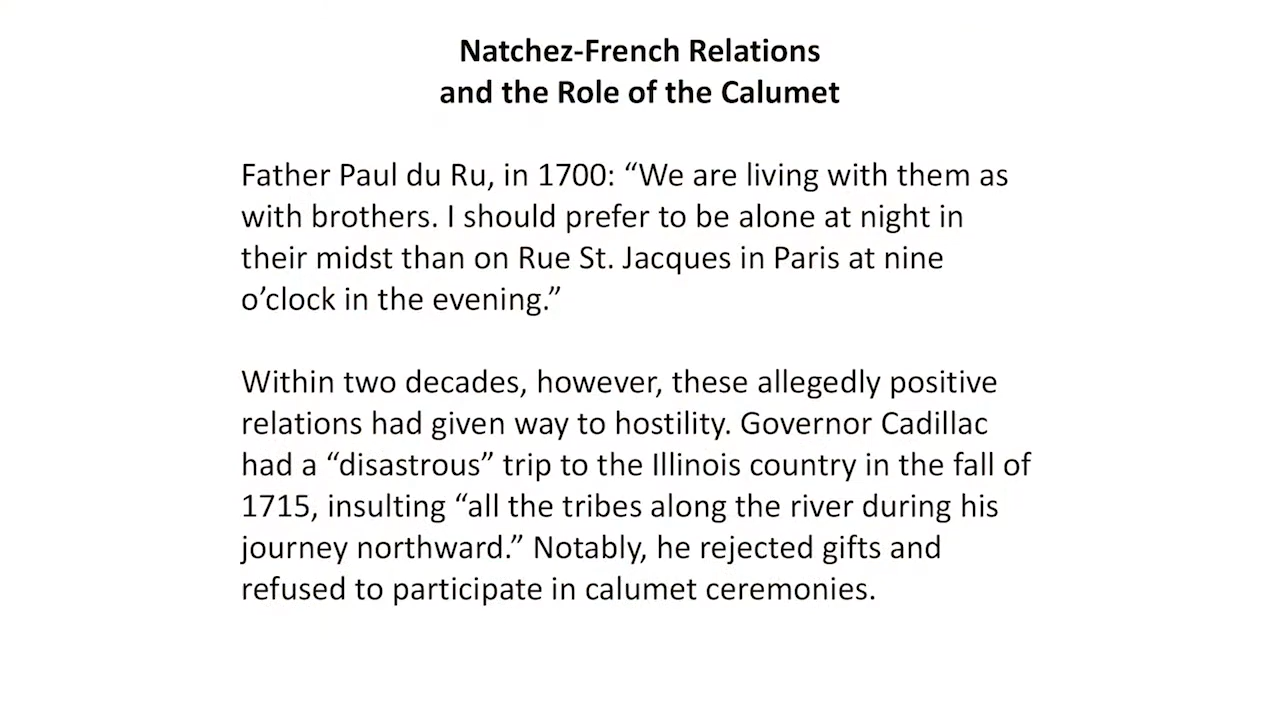 Natchez-French Relations
and the Role of the Calumet
Father Paul du Ru, in 1700: “We are living with them as
with brothers. I should prefer to be alone at night in
their midst than on Rue St. Jacques in Paris at nine
o’clock in the evening.”
Within two decades, however, these allegedly positive
relations had given way to hostility. Governor Cadillac
had a “disastrous” trip to the Illinois country in the fall of
1715, insulting “all the tribes along the river during his
journey northward.” Notably, he rejected gifts and
refused to participate in calumet ceremonies.